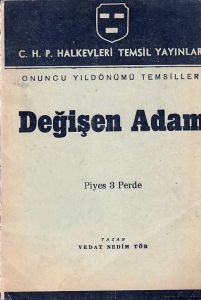 C. H. P. HALKEVLERİ TEMSİL YAYINLAR
ONUNCU YILDÖNÜMÜ TEMSİLLER
Değişen Adam
Piyes 3 Perde
YAZAN
VEDAT NEDİM TÖR